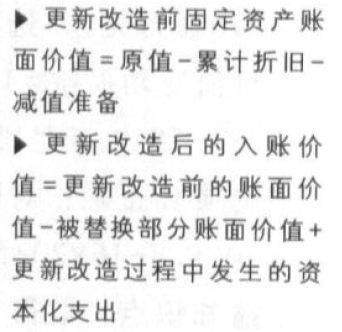 ▶ 更新改造前固定资产账
面价值=原值-累计折旧-
减值准备
▶ 更新改造后的入账价
值=更新改造前的账面价
值-被替换部分账面价值+
更新改造过程中发生的资
本化支出